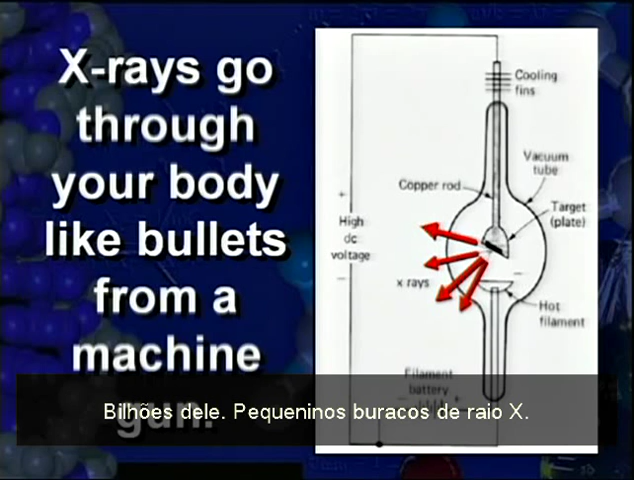 X-rays go
through
your body
like bullets
from a
machine
gun.
Cooling
fins
Vacuum
tube
Copper rod
Target
(plate)
+
High
dc
voltage
−
x rays
Hot
filament
Filament
battery
+
Bilhões dele. Pequeninos buracos de raio X.